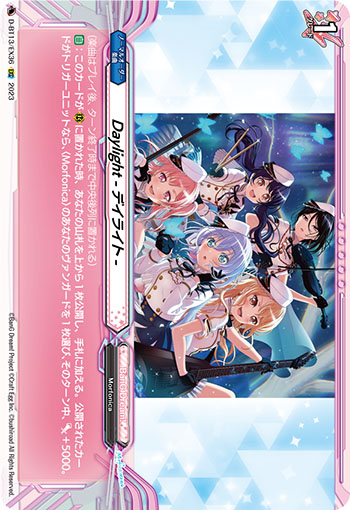 1
グレード
ノーマルオーダー
楽曲
Daylight - デイライト -
BanGDream!
Morfonica
(楽曲はプレイ後、ターン終了時まで中央後列に置かれる)
:このカードが に置かれた時、あなたの山札を上から1枚公開し、手札に加える。公開されたカー
ドがトリガーユニットなら、〈Morfonica〉のあなたのヴァンガードを1枚選び、そのターン中、 +5000。
D-BT13/EX36 2023
©BanG Dream! Project ©Craft Egg Inc. ©bushiroad All Rights Reserved.